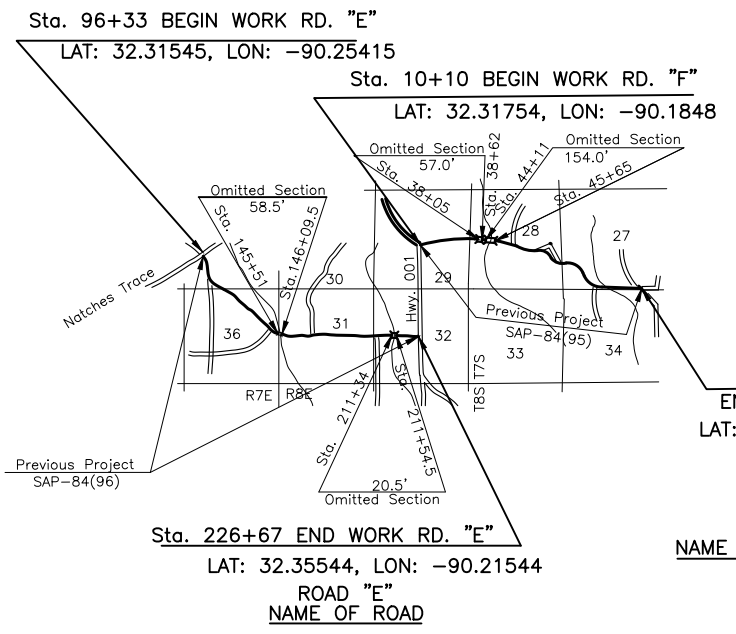 Sta. 96+33 BEGIN WORK RD. "E"
LAT: 32.31545, LON: -90.25415
Sta. 10+10 BEGIN WORK RD. "F"
LAT: 32.31754, LON: -90.1848
Omitted Section
57.0'
Sta. 38+05
Sta. 38+62
Sta. 44+11
Omitted Section
154.0'
Sta. 45+65
Omitted Section
58.5'
Sta. 145+51
Sta. 146+09.5
Natches Trace
28
27
30
29
Hwy. 001
36
31
32
33
34
Previous Project
SAP-84(95)
R7E
R8E
T8S
T7S
Sta. 211+34
Sta. 211+54.5
20.5'
Omitted Section
Previous Project
SAP-84(96)
EN
LAT:
Sta. 226+67 END WORK RD. "E"
LAT: 32.35544, LON: -90.21544
ROAD "E"
NAME OF ROAD
NAME